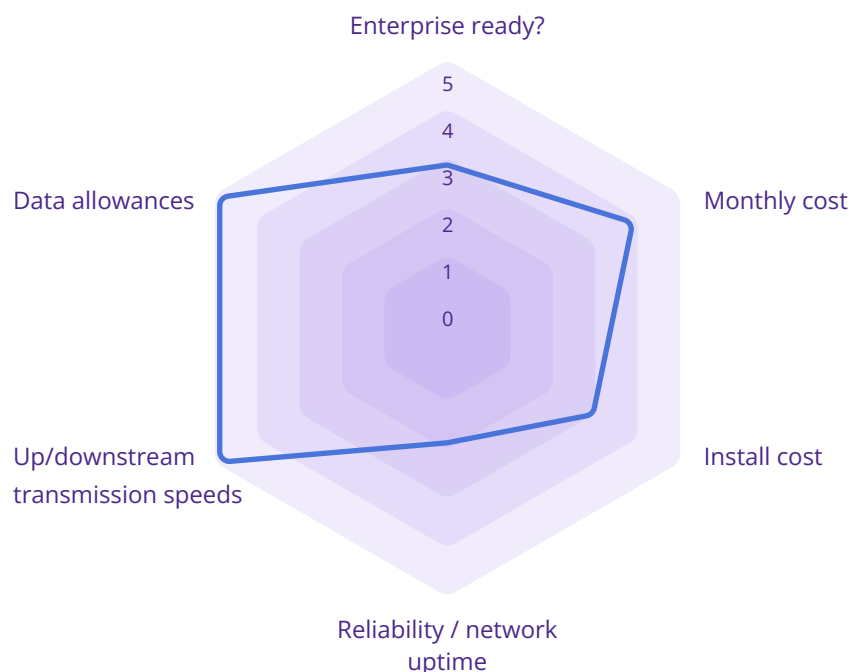 Enterprise ready?
5
4
3
2
1
0
Data allowances
Monthly cost
Up/downstream
transmission speeds
Install cost
Reliability / network
uptime